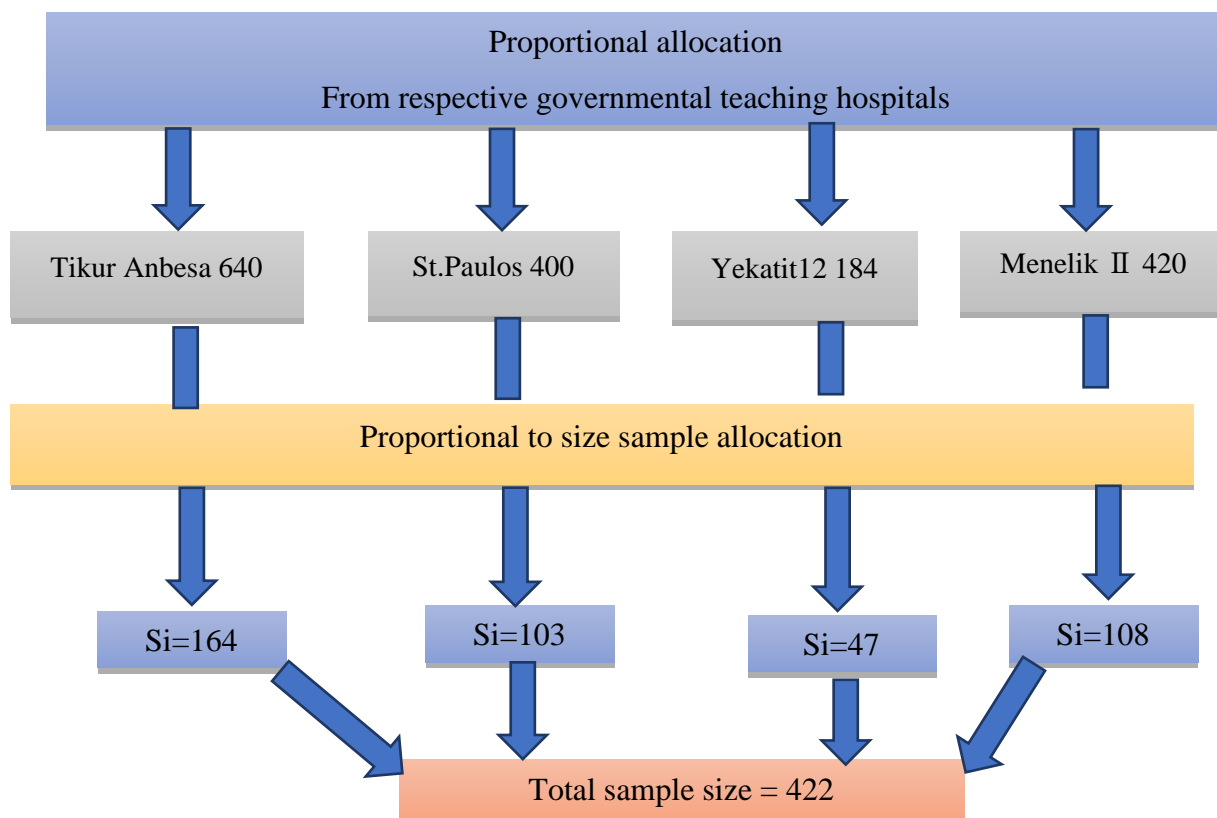 Proportional allocation
From respective governmental teaching hospitals
Tikur Anbesa 640
St.Paulos 400
Yekatit12 184
Menelik Ⅱ 420
Proportional to size sample allocation
Si=164
Si=103
Si=47
Si=108
Total sample size = 422